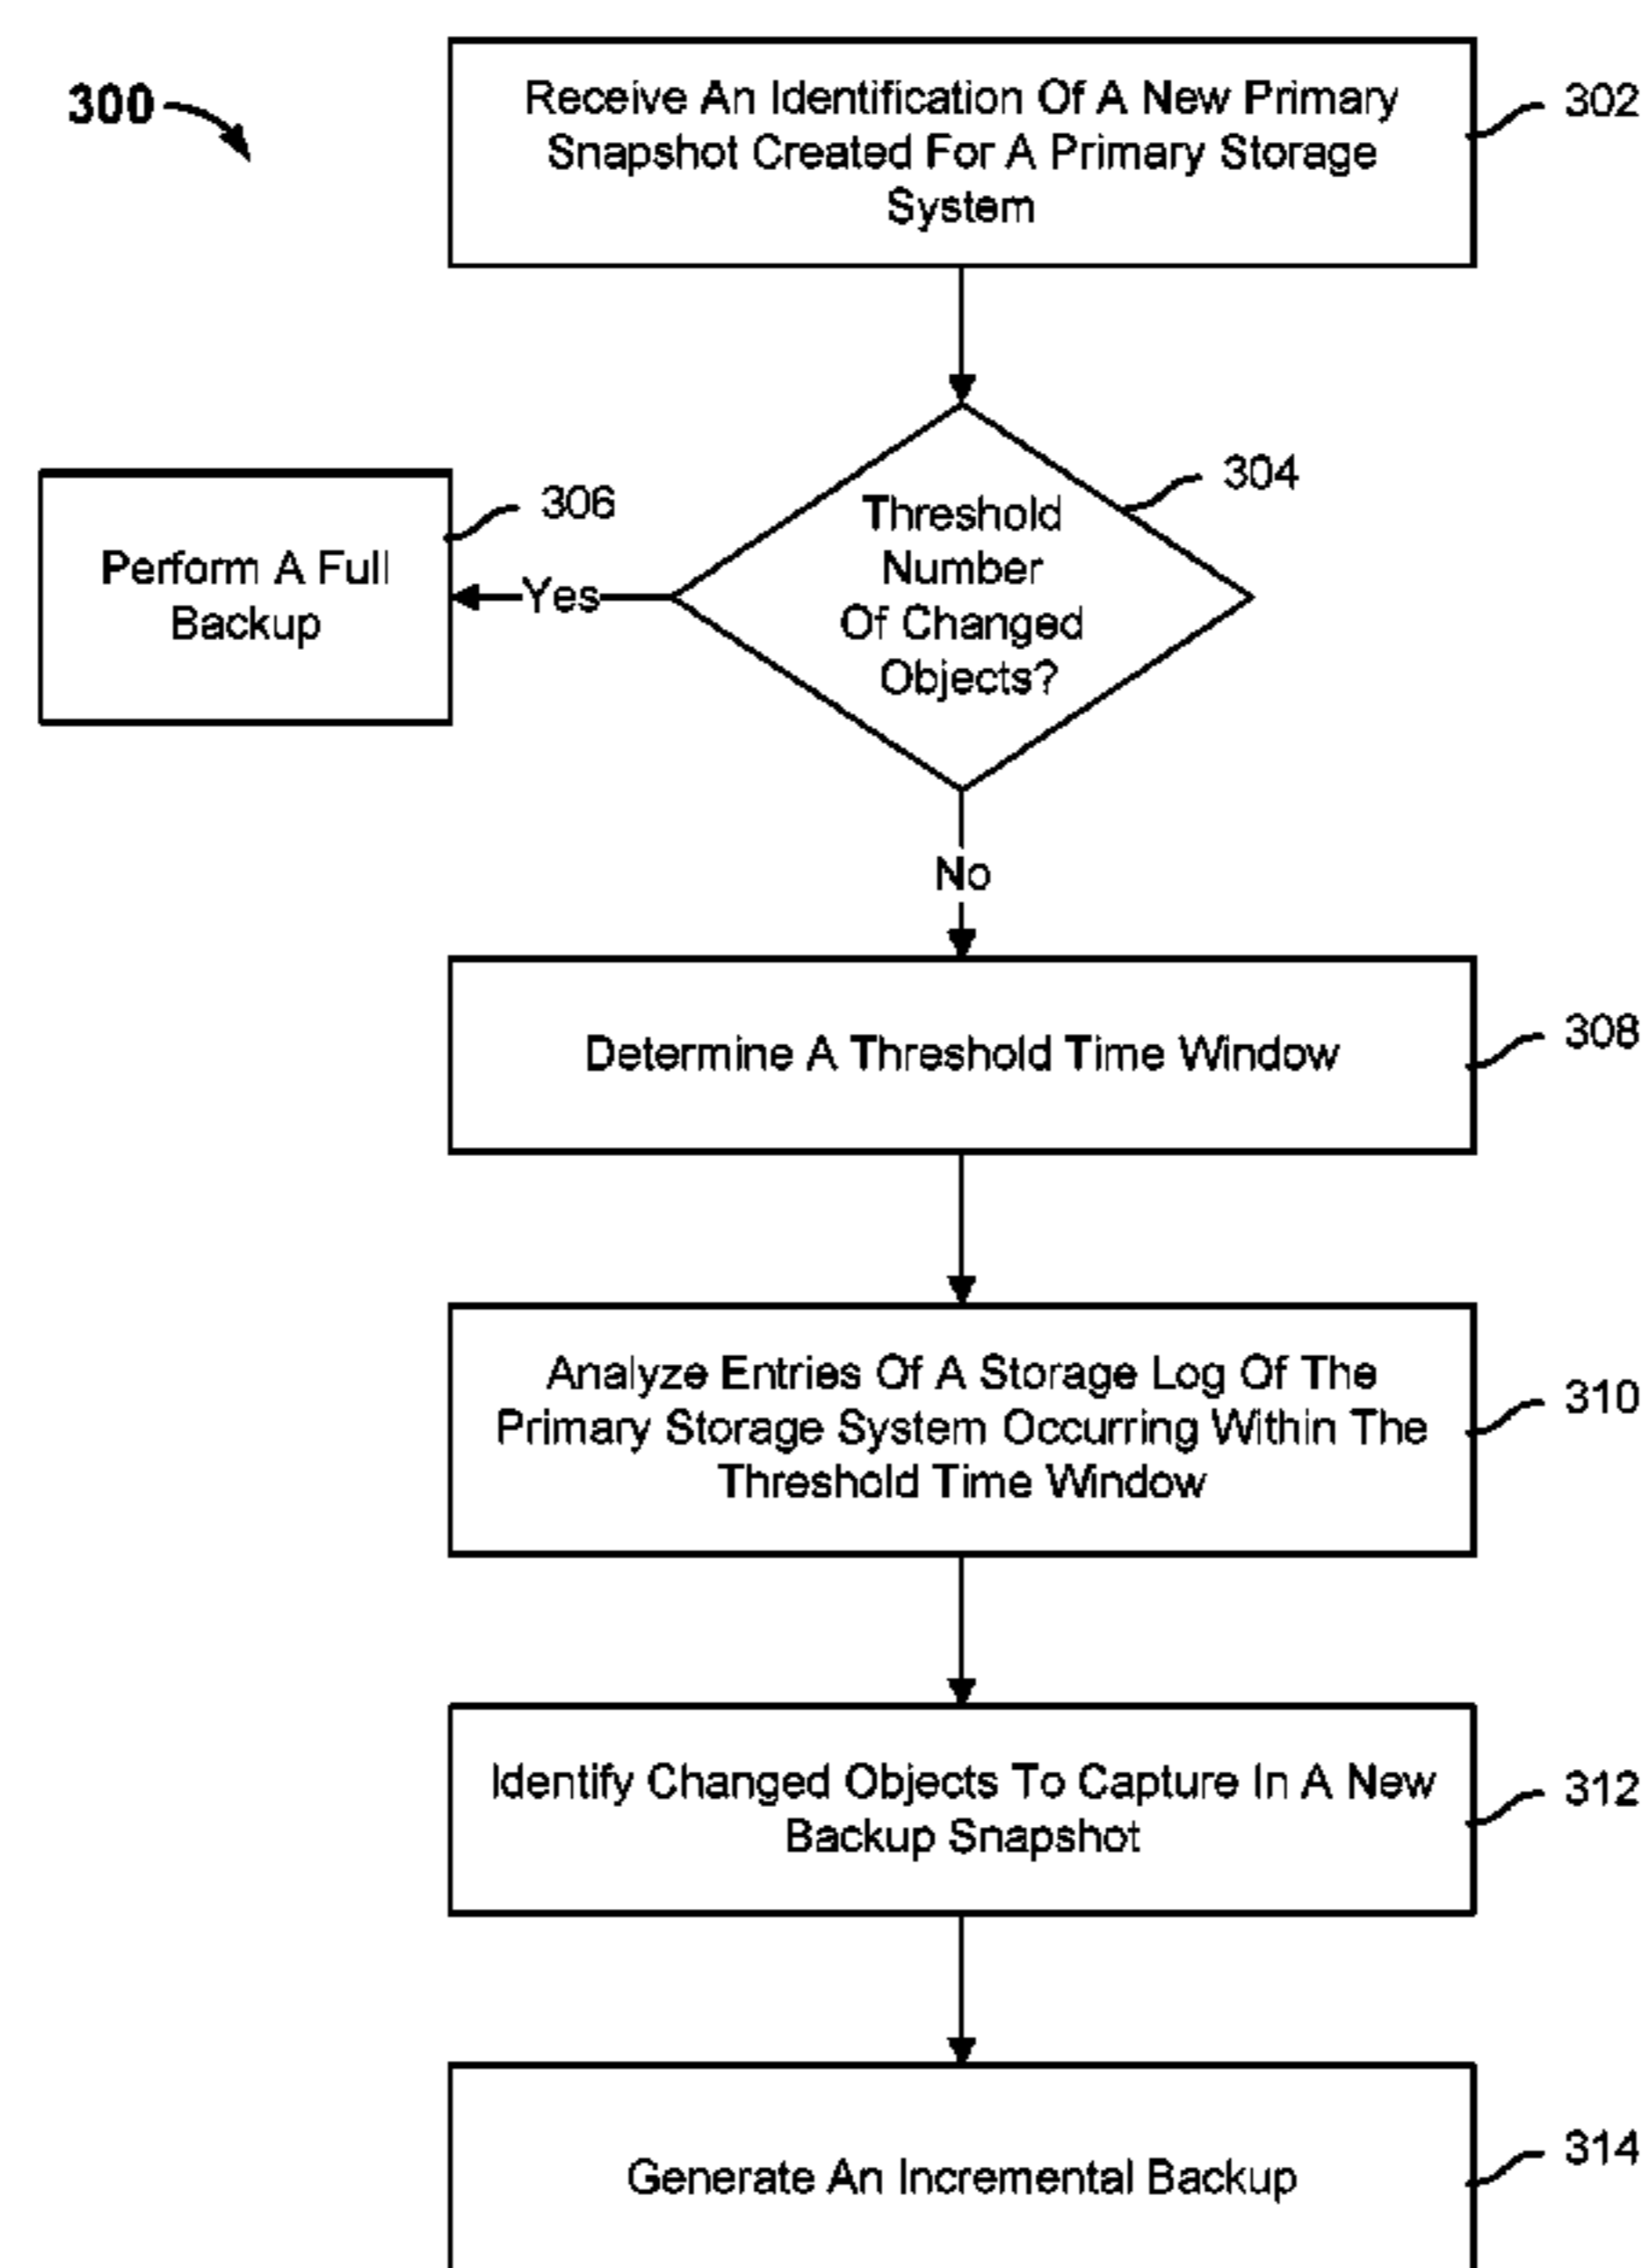 300
Receive An Identification Of A New Primary
Snapshot Created For A Primary Storage
System
302
Threshold
Number
Of Changed
Objects?
304
Yes
Perform A Full
Backup
306
No
Determine A Threshold Time Window
308
Analyze Entries Of A Storage Log Of The
Primary Storage System Occurring Within The
Threshold Time Window
310
Identify Changed Objects To Capture In A New
Backup Snapshot
312
Generate An Incremental Backup
314